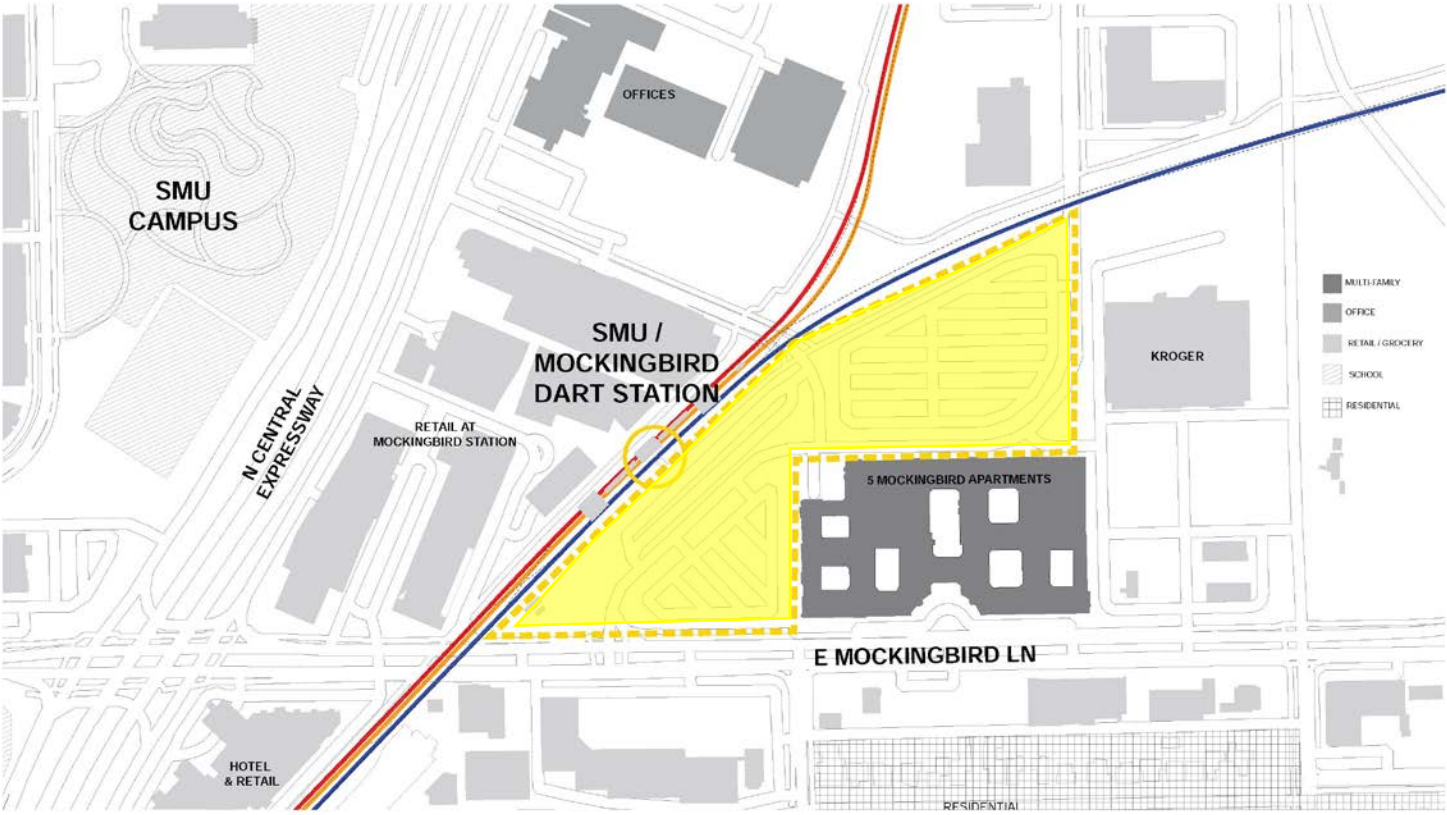 OFFICES
SMU
CAMPUS
SMU /
MOCKINGBIRD
DART STATION
N CENTRAL
EXPRESSWAY
RETAIL AT
MOCKINGBIRD STATION
KROGER
MULTI-FAMILY
OFFICE
RETAIL / GROCERY
SCHOOL
RESIDENTIAL
5 MOCKINGBIRD APARTMENTS
E MOCKINGBIRD LN
HOTEL
& RETAIL
RESIDENTIAL